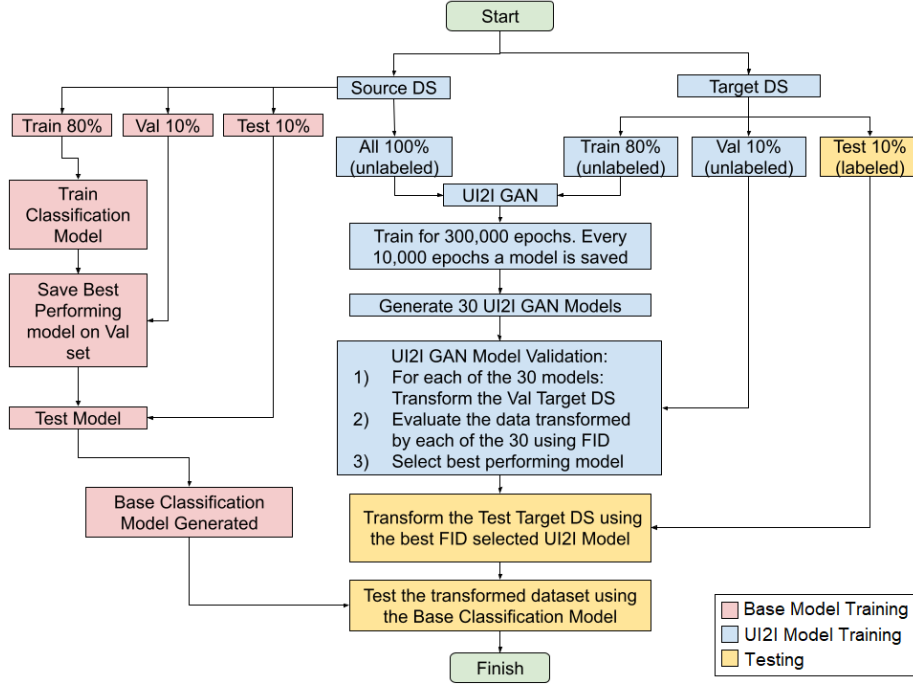 Start
Source DS
Target DS
Train 80%
Val 10%
Test 10%
All 100%
(unlabeled)
Train 80%
(unlabeled)
Val 10%
(unlabeled)
Test 10%
(labeled)
Train
Classification
Model
UI2I GAN
Train for 300,000 epochs. Every
10,000 epochs a model is saved
Save Best
Performing
model on Val
set
Generate 30 UI2I GAN Models
UI2I GAN Model Validation:
1) For each of the 30 models:
Transform the Val Target DS
2) Evaluate the data transformed
by each of the 30 using FID
3) Select best performing model
Test Model
Base Classification
Model Generated
Transform the Test Target DS using
the best FID selected UI2I Model
Test the transformed dataset using
the Base Classification Model
Finish
Base Model Training
UI2I Model Training
Testing